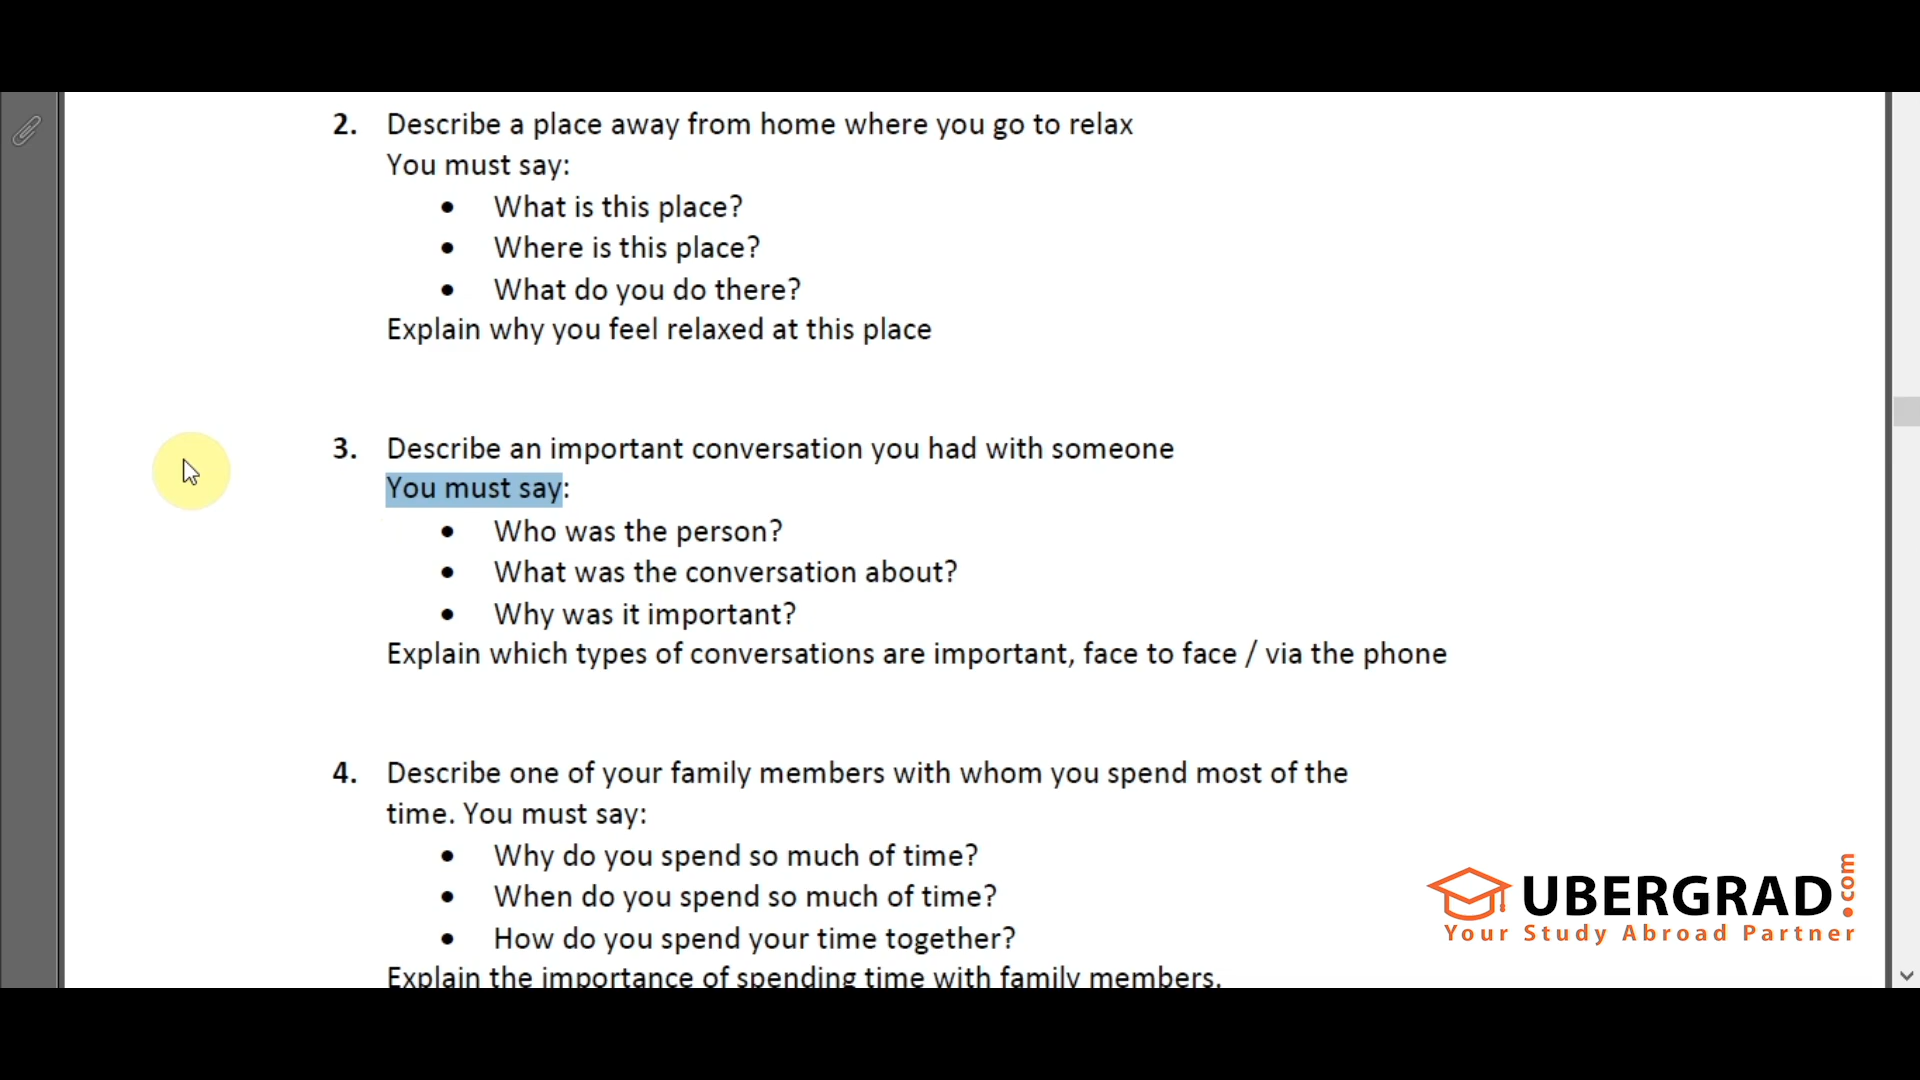 2. Describe a place away from home where you go to relax
You must say:
• What is this place?
• Where is this place?
• What do you do there?
Explain why you feel relaxed at this place
3. Describe an important conversation you had with someone
You must say:
• Who was the person?
• What was the conversation about?
• Why was it important?
Explain which types of conversations are important, face to face / via the phone
4. Describe one of your family members with whom you spend most of the
time. You must say:
• Why do you spend so much of time?
• When do you spend so much of time?
• How do you spend your time together?
Explain the importance of spending time with family members.
UBERGRAD.com
Your Study Abroad Partner